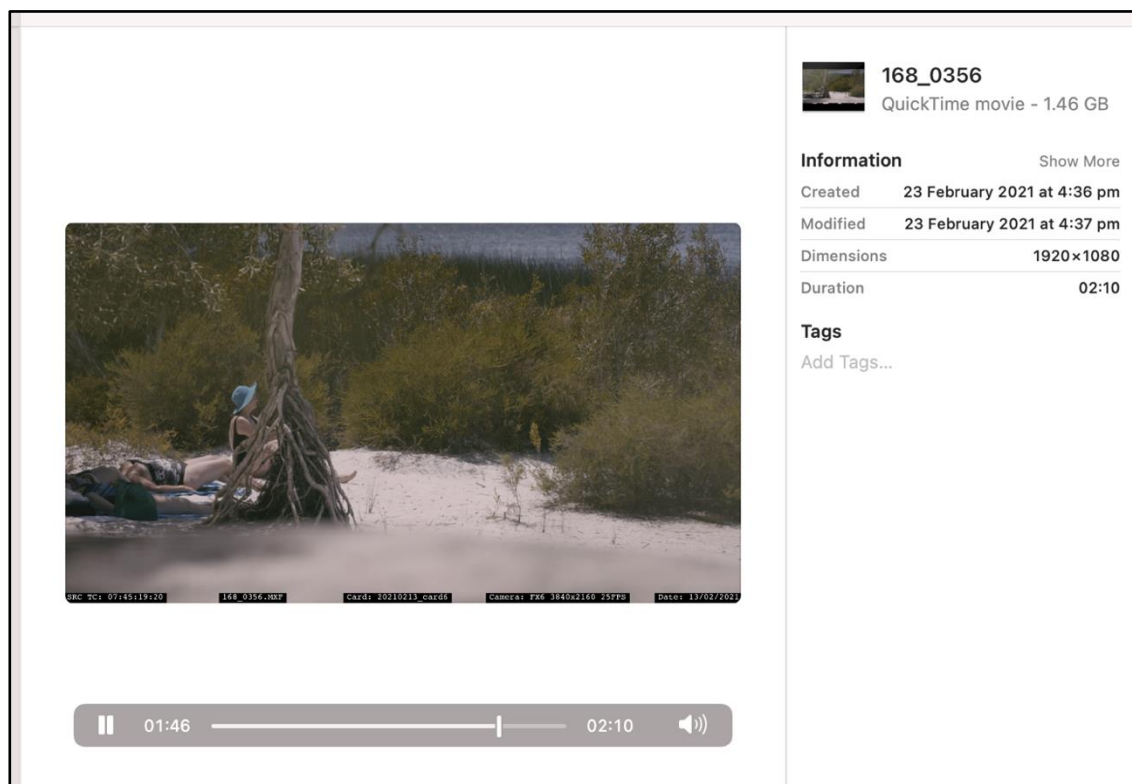 168_0356
QuickTime movie - 1.46 GB
Information Show More
Created 23 February 2021 at 4:36 pm
Modified 23 February 2021 at 4:37 pm
Dimensions 1920×1080
Duration 02:10
Tags
Add Tags...
SRC TC: 07:45:19:20 168_0356.MXF Card: 20210213_card6 Camera: FX6 3840x2160 25FPS Date: 13/02/2021
01:46 02:10